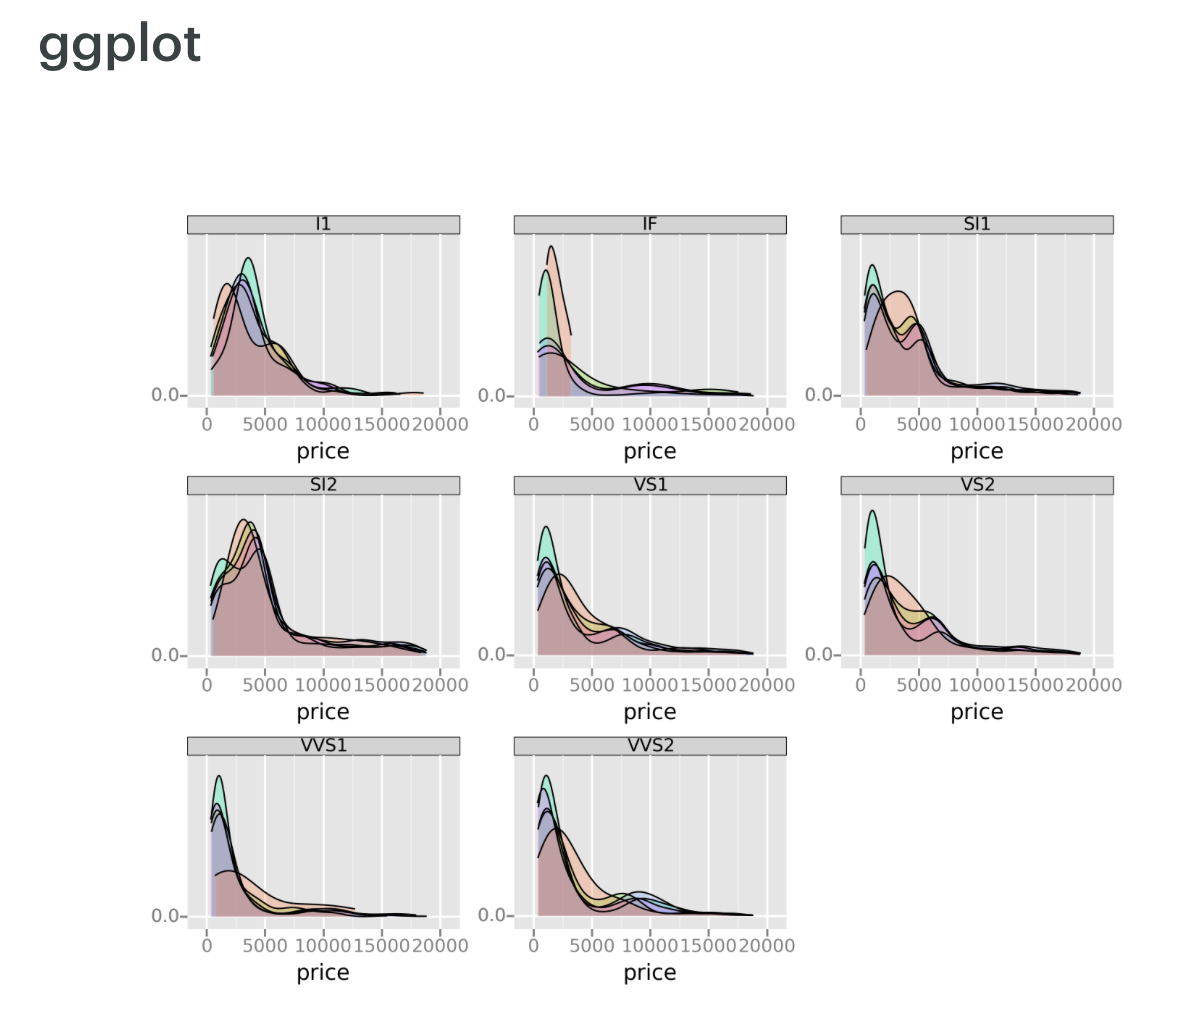 ggplot
I1 IF SI1
0.0 0.0 0.0
0 5000 10000 15000 20000 0 5000 10000 15000 20000 0 5000 10000 15000 20000
price price price
SI2 VS1 VS2
0.0 0.0 0.0
0 5000 10000 15000 20000 0 5000 10000 15000 20000 0 5000 10000 15000 20000
price price price
VVS1 VVS2
0.0 0.0
0 5000 10000 15000 20000 0 5000 10000 15000 20000
price price